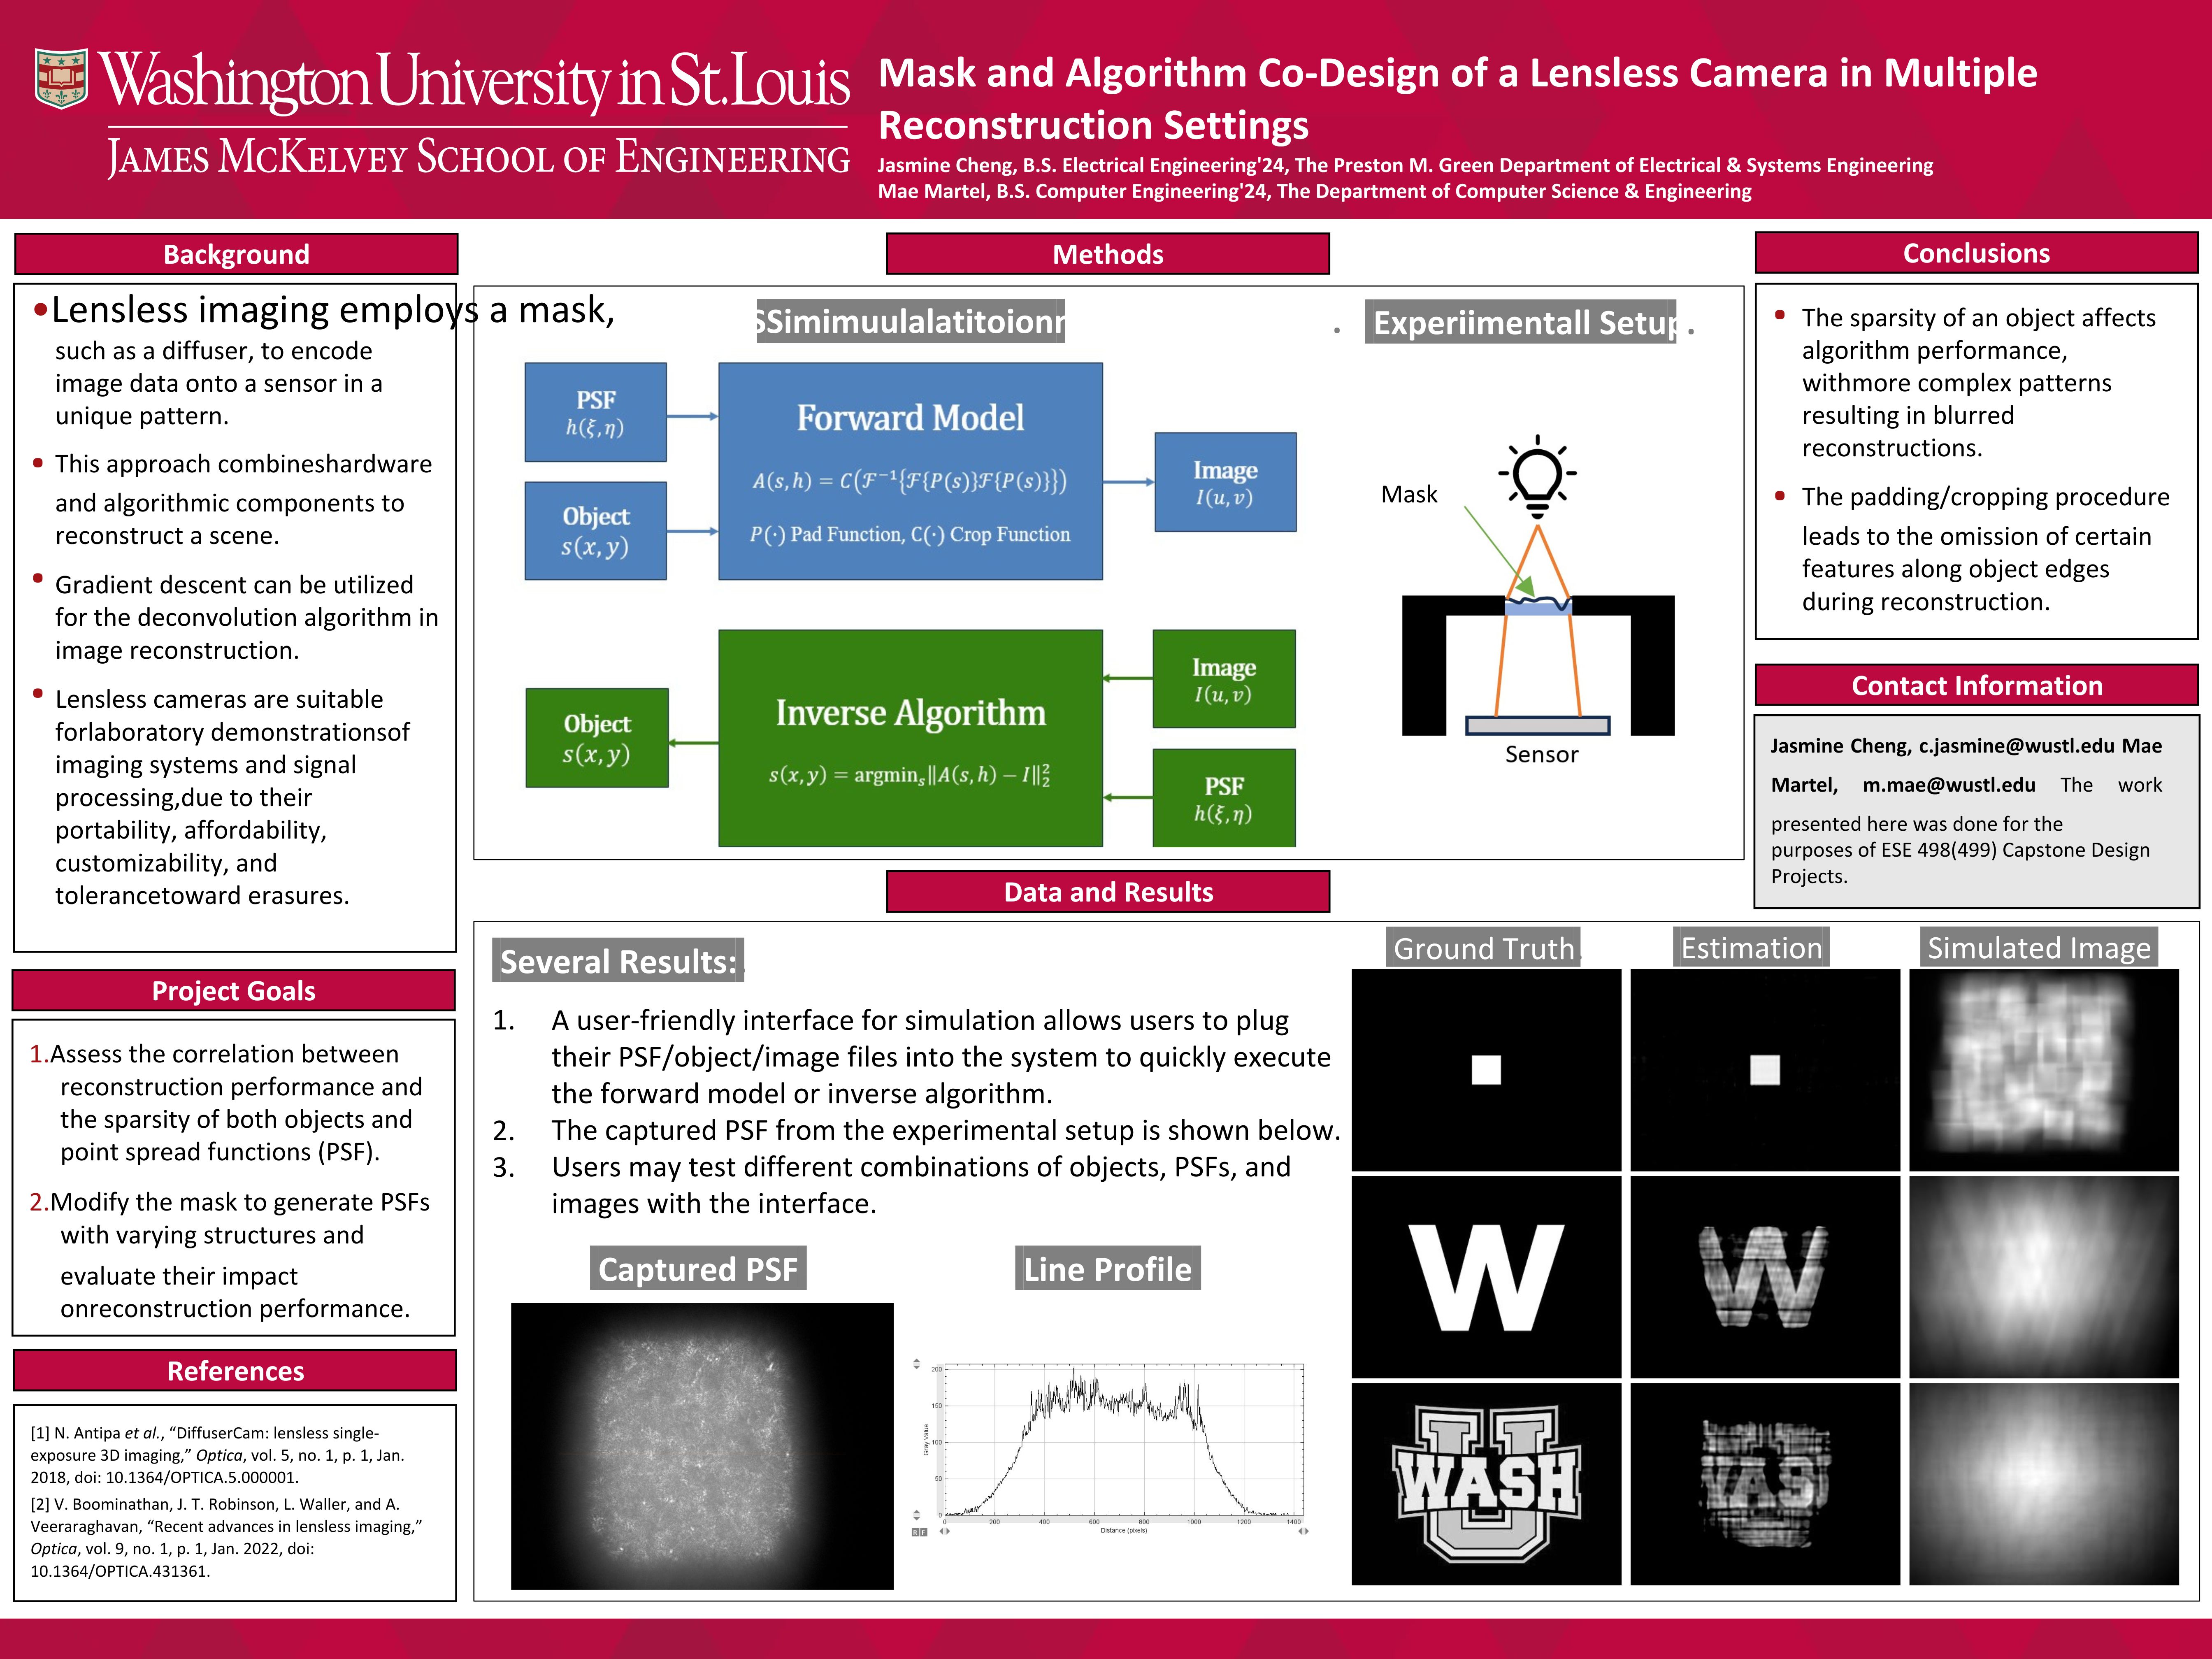 Washington University in St. Louis
JAMES MCKELVEY SCHOOL OF ENGINEERING
Mask and Algorithm Co-Design of a Lensless Camera in Multiple
Reconstruction Settings
Jasmine Cheng, B.S. Electrical Engineering'24, The Preston M. Green Department of Electrical & Systems Engineering
Mae Martel, B.S. Computer Engineering'24, The Department of Computer Science & Engineering
Background
•Lensless imaging employs a mask,
such as a diffuser, to encode
image data onto a sensor in a
unique pattern.
• This approach combineshardware
and algorithmic components to
reconstruct a scene.
• Gradient descent can be utilized
for the deconvolution algorithm in
image reconstruction.
• Lensless cameras are suitable
forlaboratory demonstrationsof
imaging systems and signal
processing,due to their
portability, affordability,
customizability, and
tolerancetoward erasures.
Project Goals
1.Assess the correlation between
reconstruction performance and
the sparsity of both objects and
point spread functions (PSF).
2.Modify the mask to generate PSFs
with varying structures and
evaluate their impact
onreconstruction performance.
References
[1] N. Antipa et al., “DiffuserCam: lensless single-
exposure 3D imaging,” Optica, vol. 5, no. 1, p. 1, Jan.
2018, doi: 10.1364/OPTICA.5.000001.
[2] V. Boominathan, J. T. Robinson, L. Waller, and A.
Veeraraghavan, “Recent advances in lensless imaging,”
Optica, vol. 9, no. 1, p. 1, Jan. 2022, doi:
10.1364/OPTICA.431361.
Methods
SSimimuulalatitoionr
PSF
h(ξ,η)
Object
s(x,y)
Forward Model
A(s,h) = C(ℱ⁻¹{ℱ{P(s)}ℱ{P(s)}})
P(·) Pad Function, C(·) Crop Function
Image
I(u,v)
Object
s(x,y)
Inverse Algorithm
s(x,y) = argminₛ‖A(s,h) − I‖₂²
Image
I(u,v)
PSF
h(ξ,η)
. Experiimentall Setup .
Mask
Sensor
Data and Results
Several Results:
1. A user-friendly interface for simulation allows users to plug
their PSF/object/image files into the system to quickly execute
the forward model or inverse algorithm.
2. The captured PSF from the experimental setup is shown below.
3. Users may test different combinations of objects, PSFs, and
images with the interface.
Captured PSF
Line Profile
200
150
100
50
0
Gray Value
0 200 400 600 800 1000 1200 1400
Distance (pixels)
R F
Ground Truth
Estimation
Simulated Image
W
W
U
WASH
Conclusions
• The sparsity of an object affects
algorithm performance,
withmore complex patterns
resulting in blurred
reconstructions.
• The padding/cropping procedure
leads to the omission of certain
features along object edges
during reconstruction.
Contact Information
Jasmine Cheng, c.jasmine@wustl.edu Mae
Martel, m.mae@wustl.edu The work
presented here was done for the
purposes of ESE 498(499) Capstone Design
Projects.